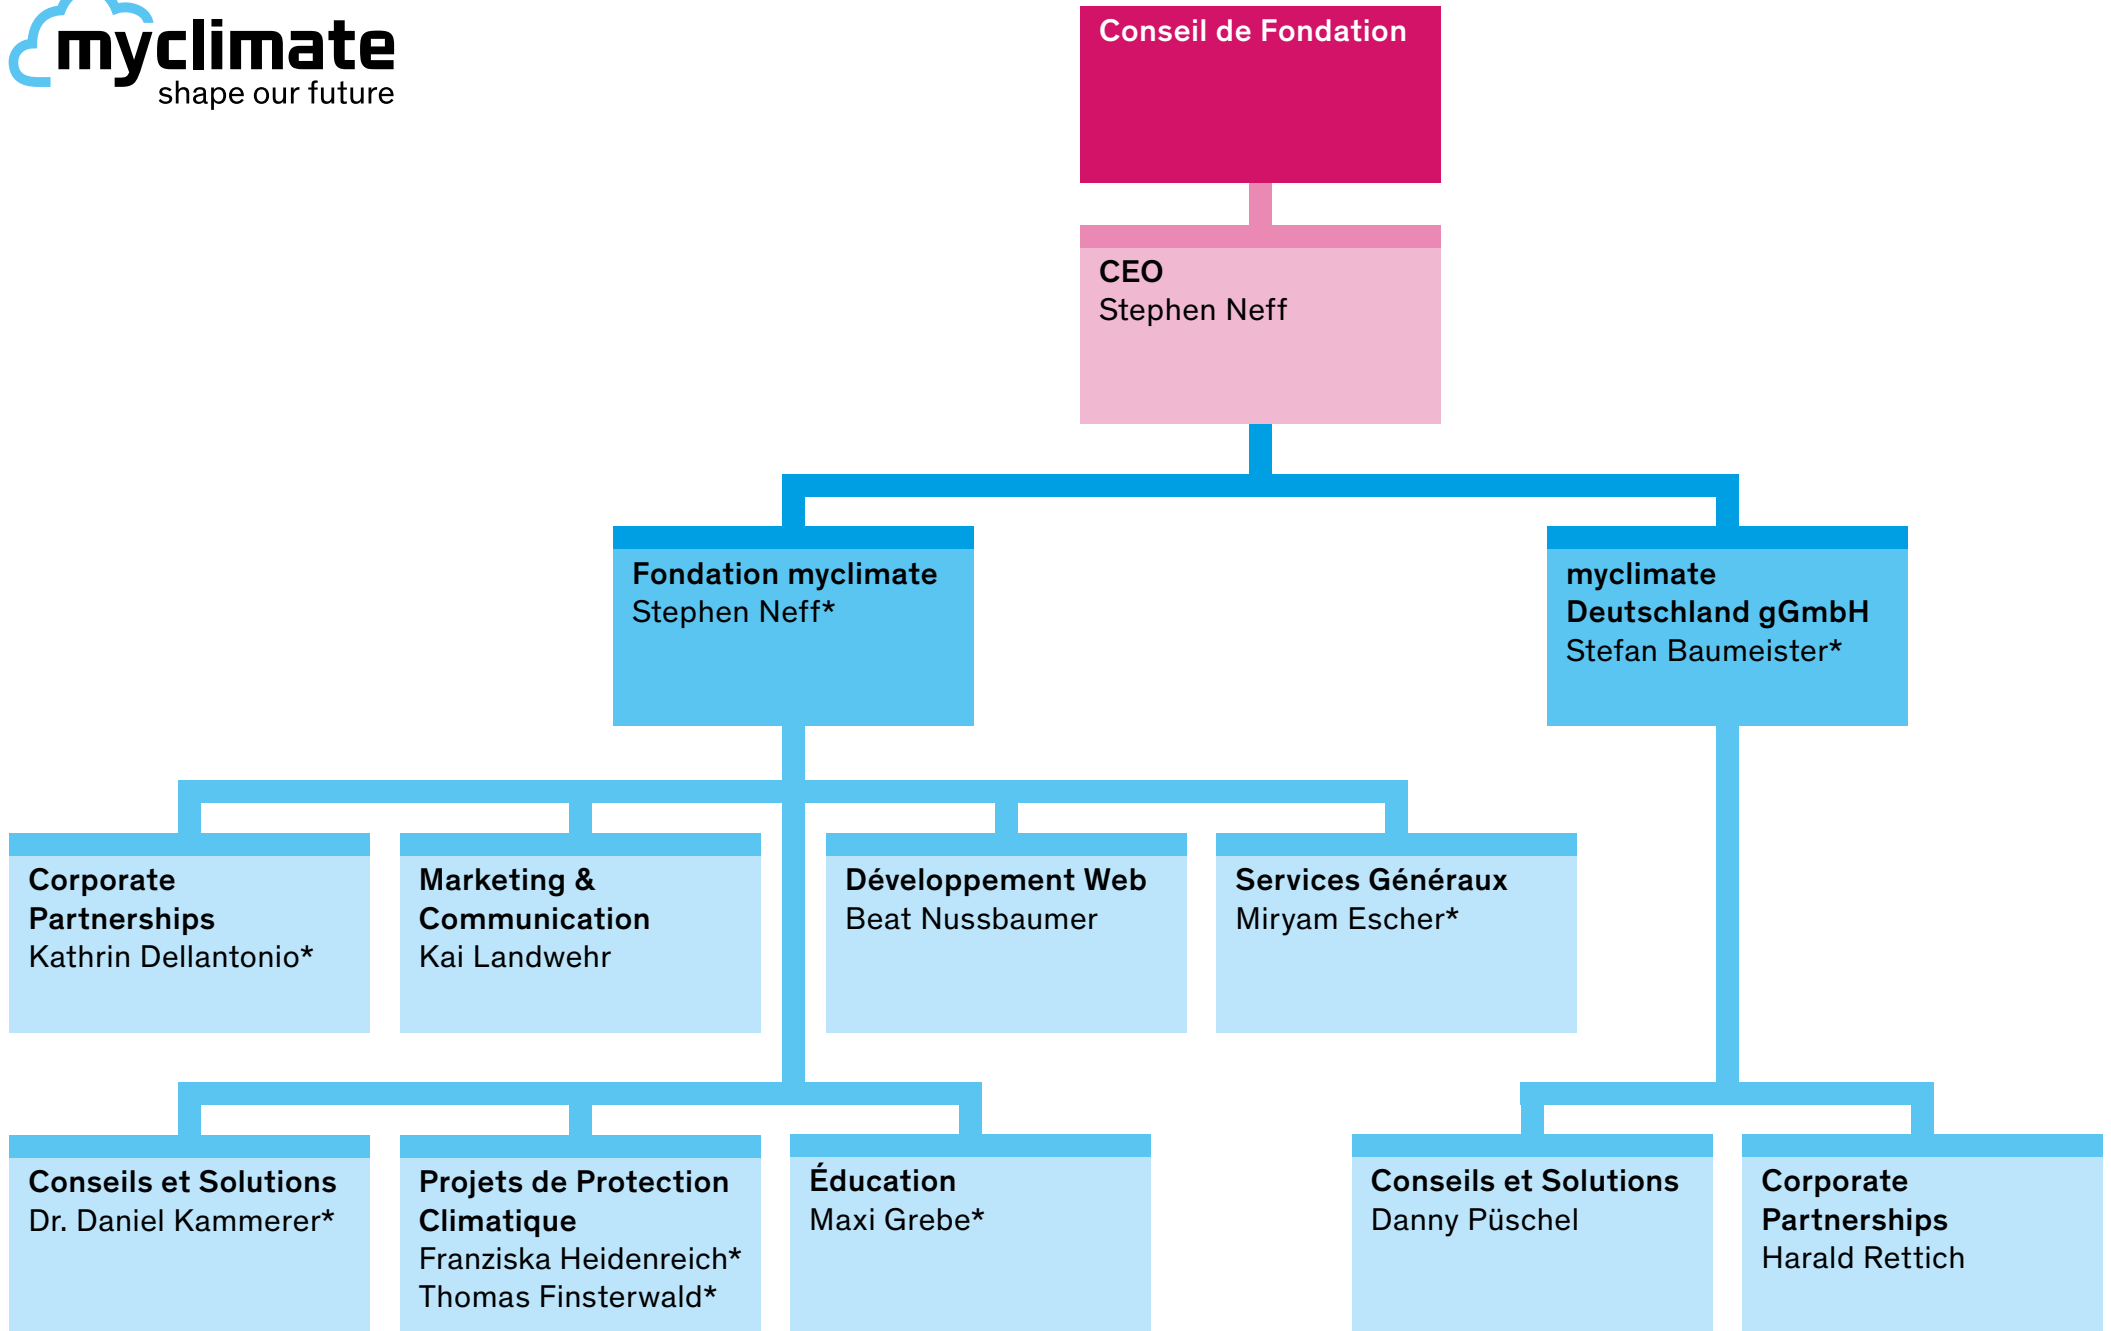 myclimate
shape our future
Conseil de Fondation
CEO
Stephen Neff
Fondation myclimate
Stephen Neff*
myclimate
Deutschland gGmbH
Stefan Baumeister*
Corporate
Partnerships
Kathrin Dellantonio*
Marketing &
Communication
Kai Landwehr
Développement Web
Beat Nussbaumer
Services Généraux
Miryam Escher*
Conseils et Solutions
Dr. Daniel Kammerer*
Projets de Protection
Climatique
Franziska Heidenreich*
Thomas Finsterwald*
Éducation
Maxi Grebe*
Conseils et Solutions
Danny Püschel
Corporate
Partnerships
Harald Rettich